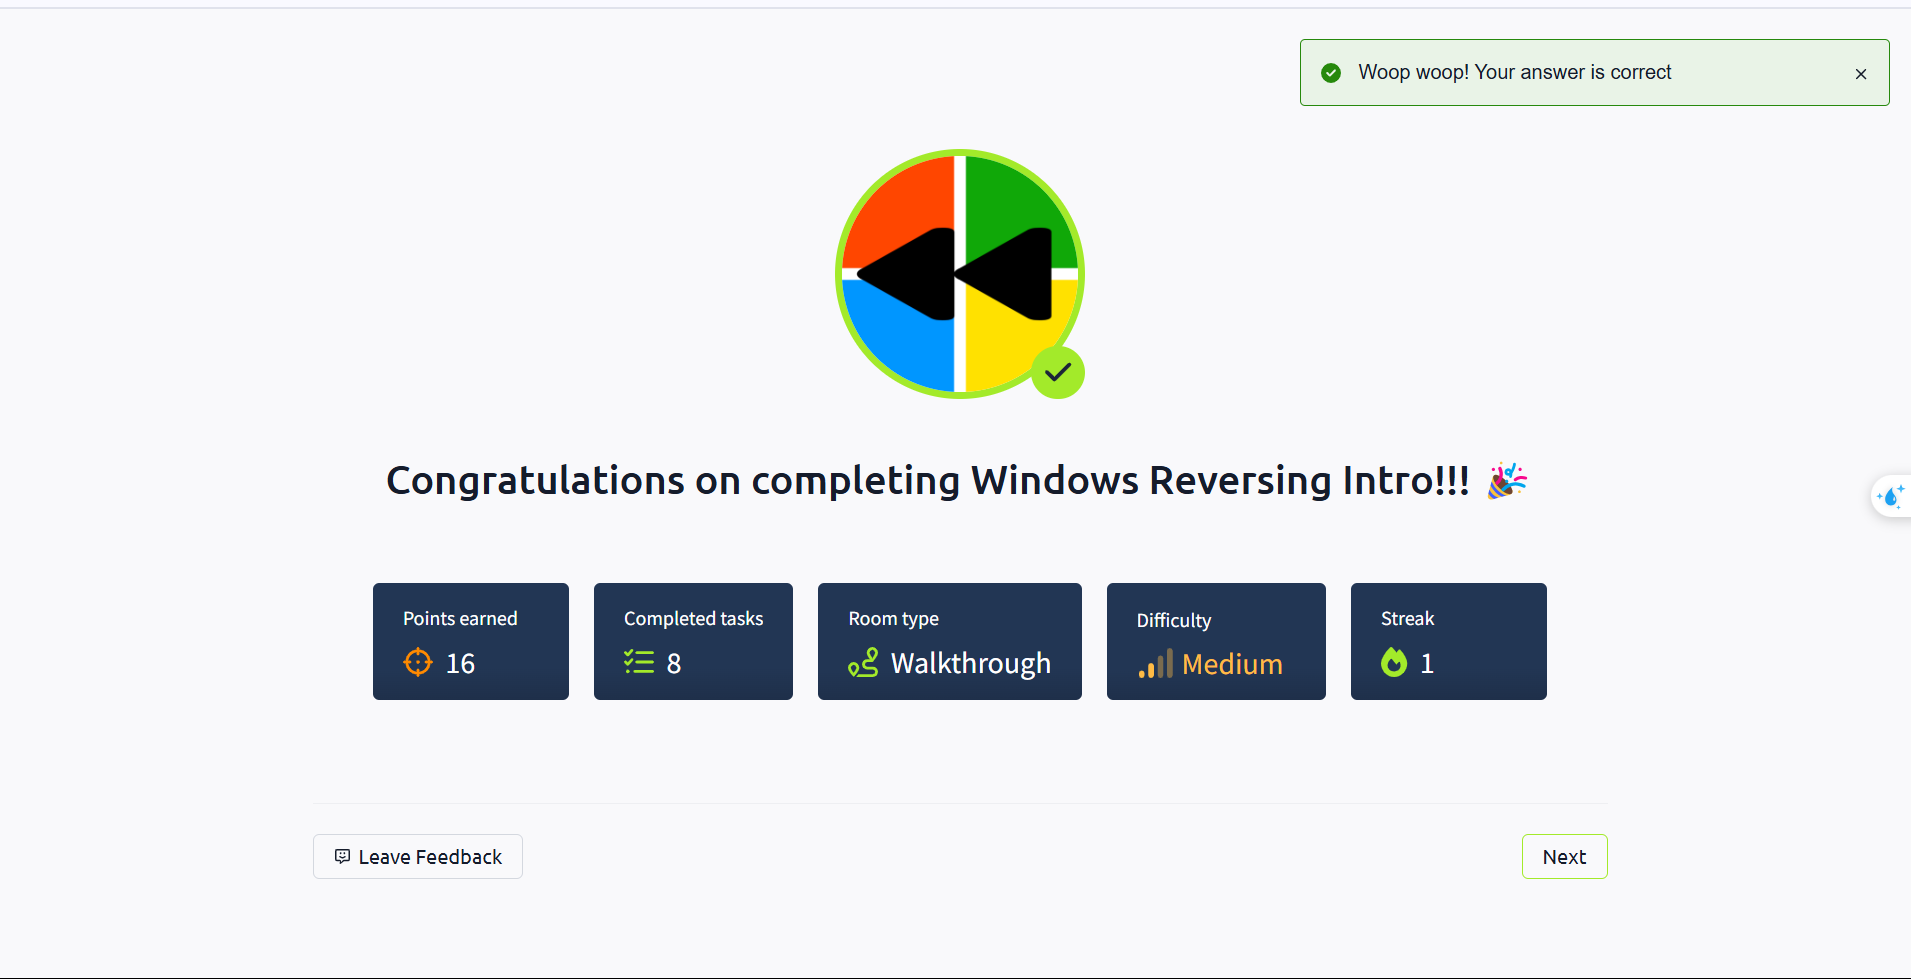 Woop woop! Your answer is correct
Congratulations on completing Windows Reversing Intro!!! 🎉
Points earned
16
Completed tasks
8
Room type
Walkthrough
Difficulty
Medium
Streak
1
Leave Feedback
Next